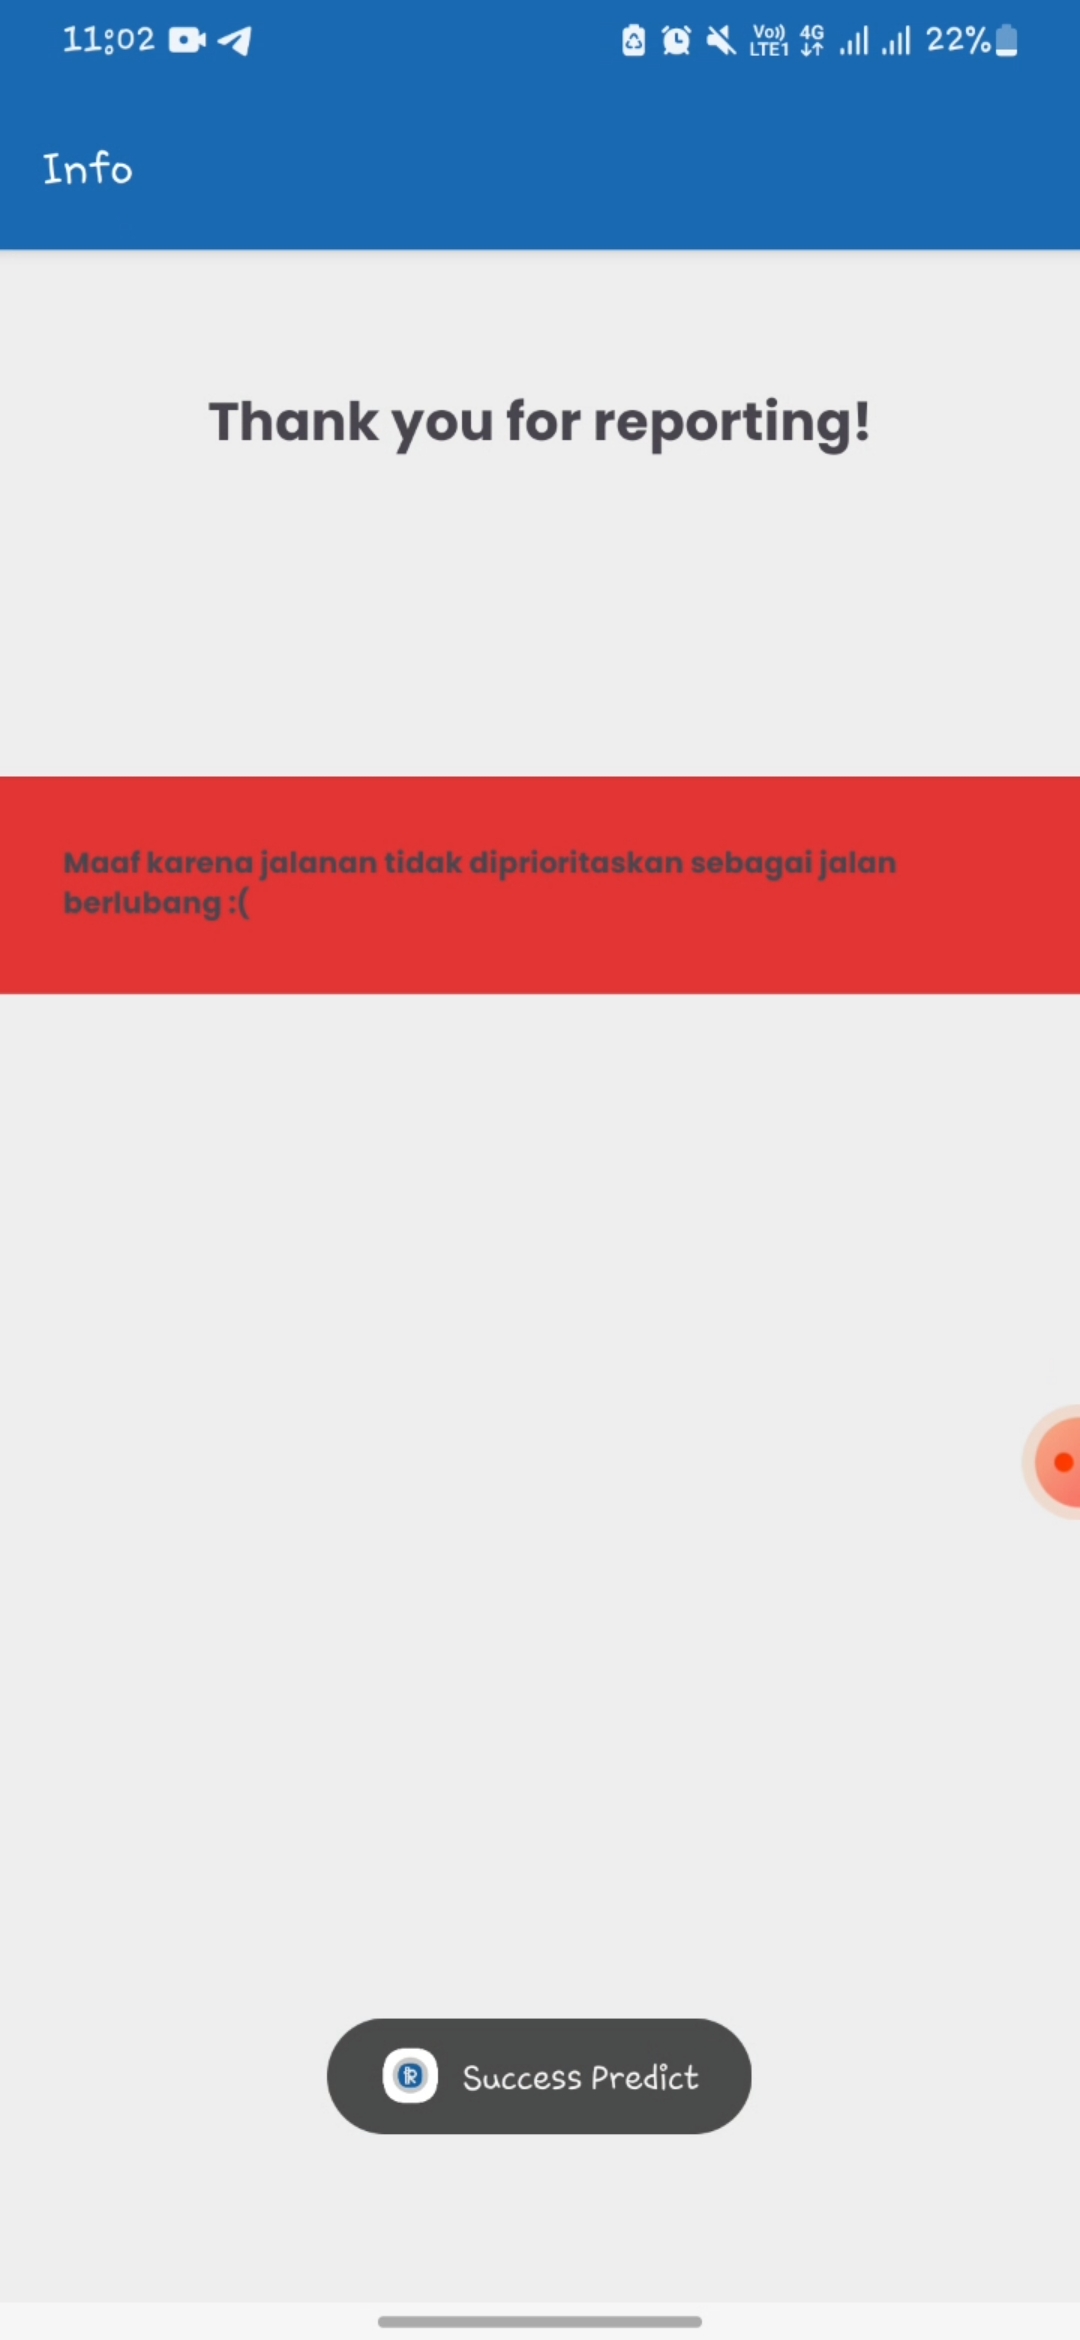 11:02
Vo)) LTE1 4G 22%
Info
Thank you for reporting!
Maaf karena jalanan tidak diprioritaskan sebagai jalan
berlubang :(
R Success Predict